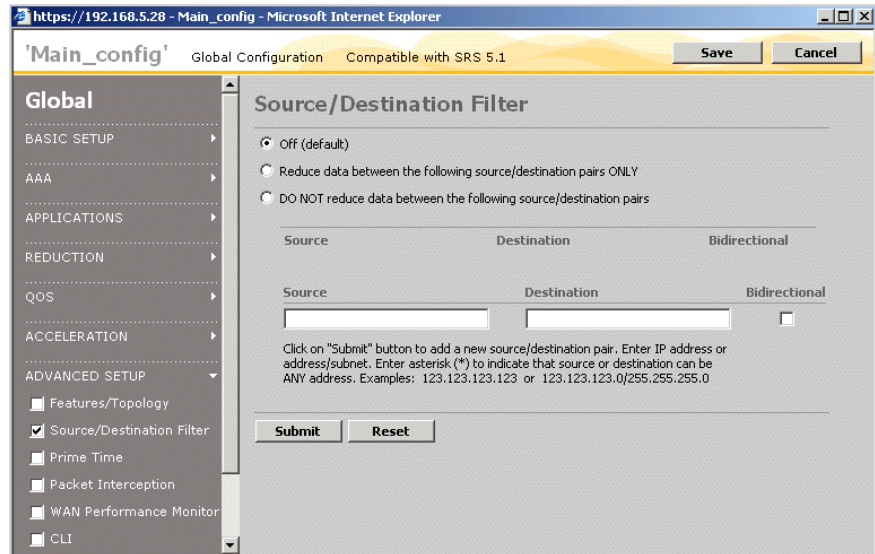 https://192.168.5.28 - Main_config - Microsoft Internet Explorer
'Main_config' Global Configuration Compatible with SRS 5.1 Save Cancel
Global
BASIC SETUP
AAA
APPLICATIONS
REDUCTION
QOS
ACCELERATION
ADVANCED SETUP
Features/Topology
Source/Destination Filter
Prime Time
Packet Interception
WAN Performance Monitor
CLI
Source/Destination Filter
Off (default)
Reduce data between the following source/destination pairs ONLY
DO NOT reduce data between the following source/destination pairs
Source Destination Bidirectional
Source Destination Bidirectional
Click on "Submit" button to add a new source/destination pair. Enter IP address or
address/subnet. Enter asterisk (*) to indicate that source or destination can be
ANY address. Examples: 123.123.123.123 or 123.123.123.0/255.255.255.0
Submit Reset